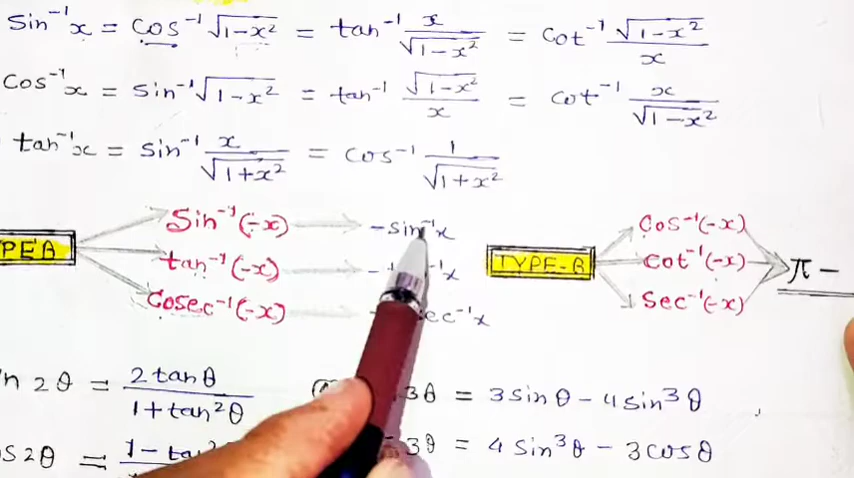 sin⁻¹x = cos⁻¹√(1-x²) = tan⁻¹ x/√(1-x²) = cot⁻¹ √(1-x²)/x
cos⁻¹x = sin⁻¹√(1-x²) = tan⁻¹ √(1-x²)/x = cot⁻¹ x/√(1-x²)
tan⁻¹x = sin⁻¹ x/√(1+x²) = cos⁻¹ 1/√(1+x²)
PE A
sin⁻¹(-x) → -sin⁻¹x
tan⁻¹(-x) →
cosec⁻¹(-x) →
TYPE-B
cos⁻¹(-x)
cot⁻¹(-x)
sec⁻¹(-x)
π -
2θ = 2tanθ/(1+tan²θ)
3θ = 3sinθ - 4sin³θ
2θ =
3θ = 4sin³θ - 3cosθ